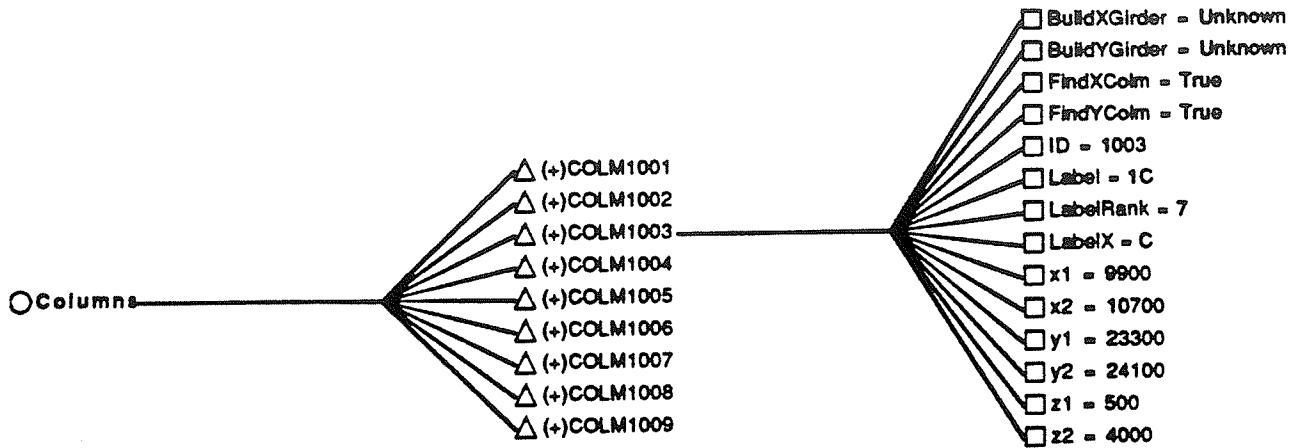 Columns
(+)COLM1001
(+)COLM1002
(+)COLM1003
(+)COLM1004
(+)COLM1005
(+)COLM1006
(+)COLM1007
(+)COLM1008
(+)COLM1009
BuildXGirder = Unknown
BuildYGirder = Unknown
FindXColm = True
FindYColm = True
ID = 1003
Label = 1C
LabelRank = 7
LabelX = C
x1 = 9900
x2 = 10700
y1 = 23300
y2 = 24100
z1 = 500
z2 = 4000